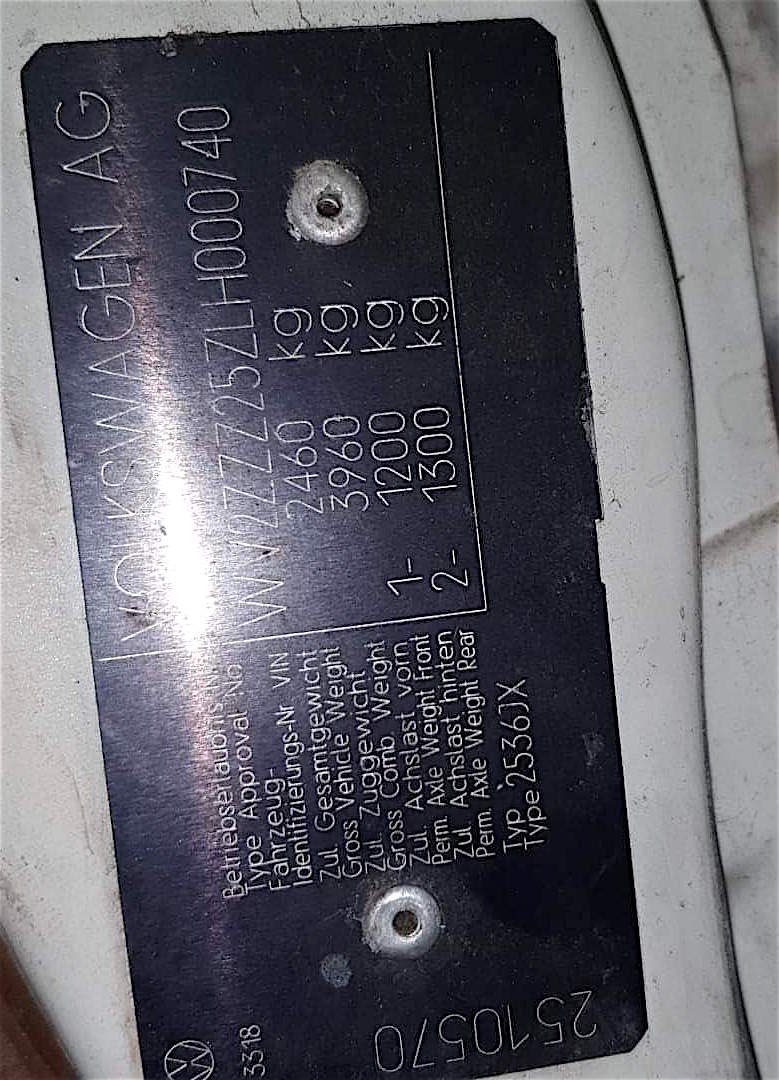 VOLKSWAGEN AG
Betriebserlaubnis
Type Approval No
Fahrzeug-
Identifizierungs-Nr. VIN
WV2ZZZ25ZLH000740
Zul. Gesamtgewicht
Gross Vehicle Weight
2460 kg
Zul. Zuggewicht
Gross Comb Weight
3960 kg
Zul. Achslast vorn
Perm. Axle Weight Front
1- 1200 kg
Zul. Achslast hinten
Perm. Axle Weight Rear
2- 1300 kg
Typ
Type 2536JX
3318
2510570